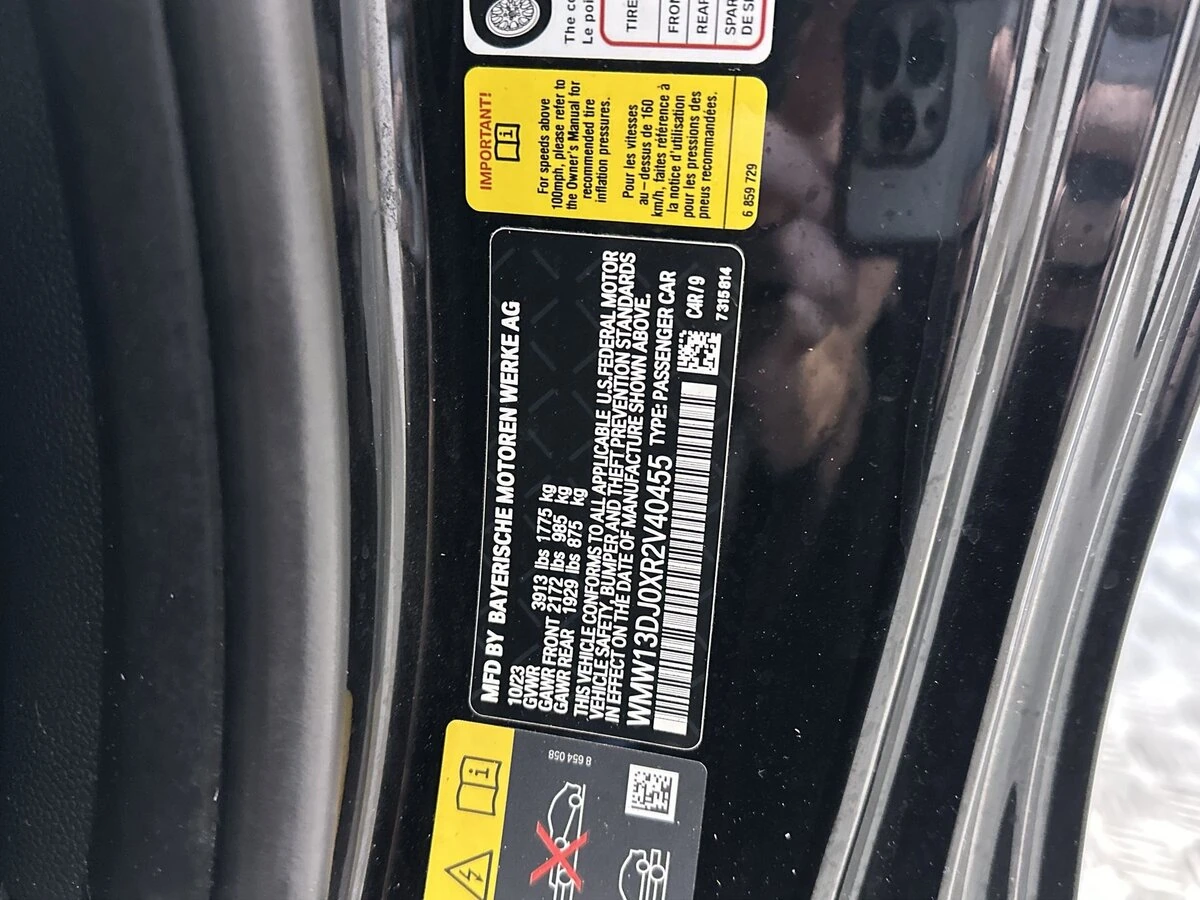 MFD BY BAYERISCHE MOTOREN WERKE AG
10/23
GVWR 3913 lbs 1775 kg
GAWR FRONT 2172 lbs 985 kg
GAWR REAR 1929 lbs 875 kg
THIS VEHICLE CONFORMS TO ALL APPLICABLE U.S.FEDERAL MOTOR
VEHICLE SAFETY, BUMPER AND THEFT PREVENTION STANDARDS
IN EFFECT ON THE DATE OF MANUFACTURE SHOWN ABOVE.
WMW13DJ0XR2V40455 TYPE: PASSENGER CAR
C4R/9
7315814
IMPORTANT!
For speeds above
100mph, please refer to
the Owner's Manual for
recommended tire
inflation pressures.
Pour les vitesses
au-dessus de 160
km/h, faites référence à
la notice d'utilisation
pour les pressions des
pneus recommandées.
6 859 729
The
Le
TIRE
DE
8 654 058